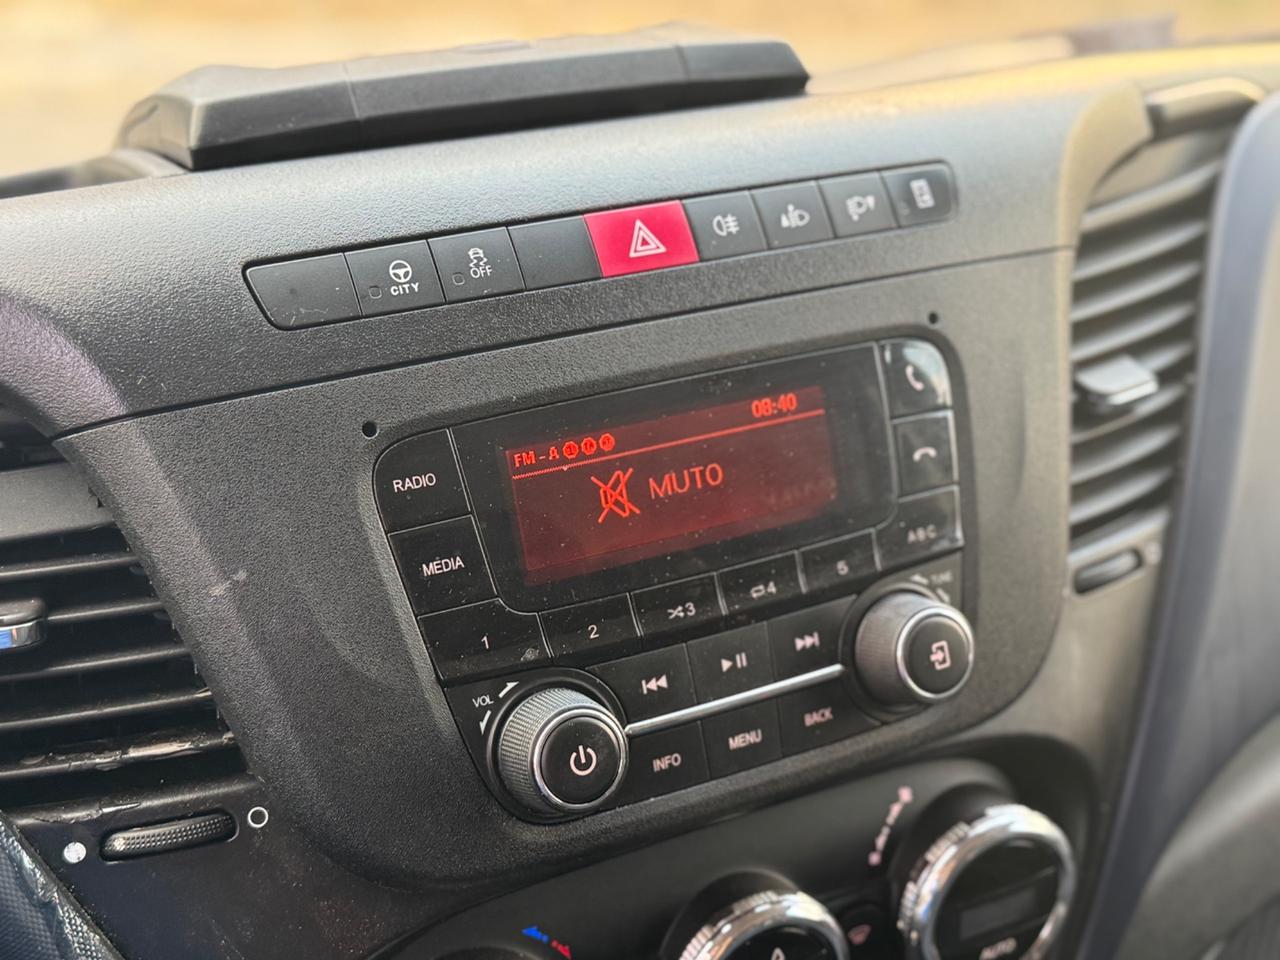 CITY
OFF
08:40
FM-A
MUTO
RADIO
MEDIA
ABC
1
2
3
4
5
VOL
TUNE
INFO
MENU
BACK
AUTO